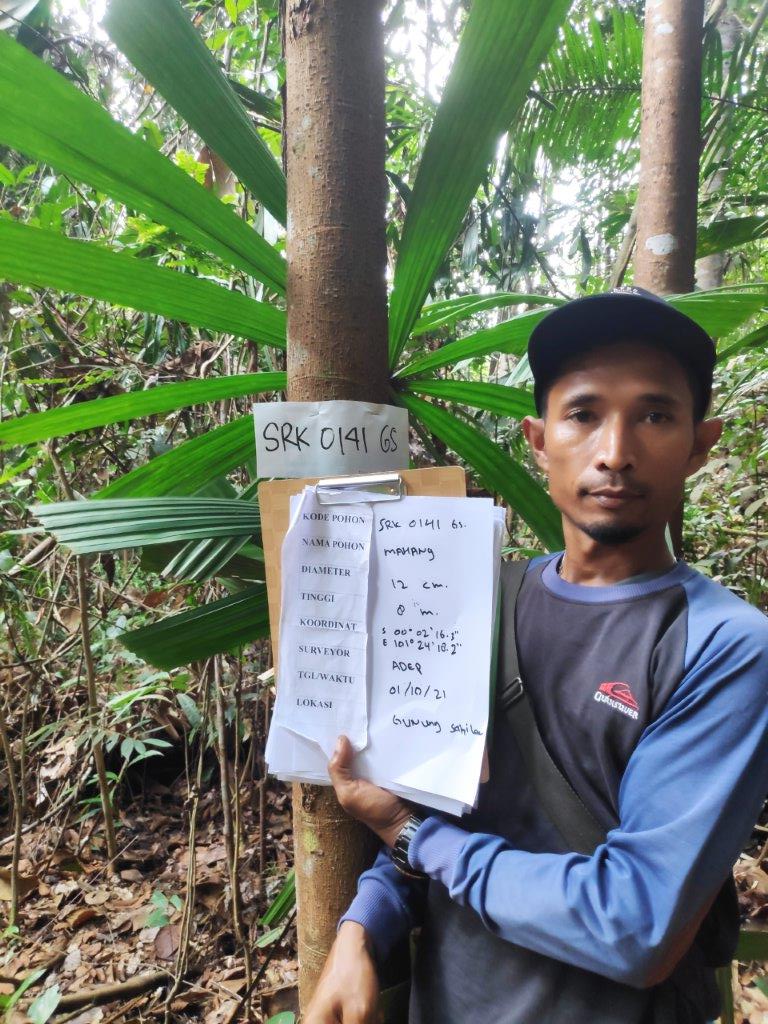 SRK 0141 GS
KODE POHON SRK 0141 GS.
NAMA POHON MAHANG
DIAMETER 12 cm.
TINGGI 8 m.
KOORDINAT S 00° 02' 16.3"
E 101° 24' 18.2"
SURVEYOR ADEP
TGL/WAKTU 01/10/21
LOKASI GUNUNG
QUIKSILVER